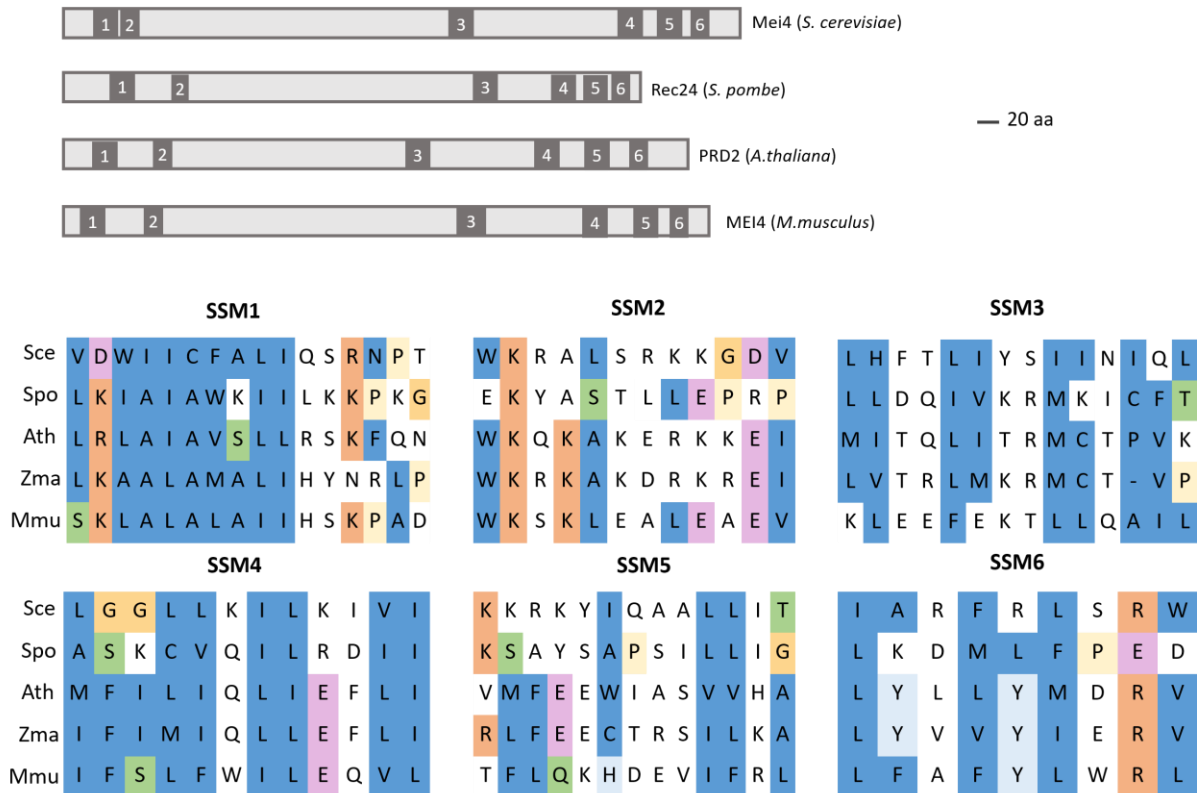 1 2 3 4 5 6 Mei4 (S. cerevisiae)
1 2 3 4 5 6 Rec24 (S. pombe)
20 aa
1 2 3 4 5 6 PRD2 (A.thaliana)
1 2 3 4 5 6 MEI4 (M.musculus)
SSM1 SSM2 SSM3
Sce V D W I I C F A L I Q S R N P T W K R A L S R K K G D V L H F T L I Y S I I N I Q L
Spo L K I A I A W K I I L K K P K G E K Y A S T L L E P R P L L D Q I V K R M K I C F T
Ath L R L A I A V S L L R S K F Q N W K Q K A K E R K K E I M I T Q L I T R M C T P V K
Zma L K A A L A M A L I H Y N R L P W K R K A K D R K R E I L V T R L M K R M C T - V P
Mmu S K L A L A L A I I H S K P A D W K S K L E A L E A E V K L E E F E K T L L Q A I L
SSM4 SSM5 SSM6
Sce L G G L L K I L K I V I K K R K Y I Q A A L L I T I A R F R L S R W
Spo A S K C V Q I L R D I I K S A Y S A P S I L L I G L K D M L F P E D
Ath M F I L I Q L I E F L I V M F E E W I A S V V H A L Y L L Y M D R V
Zma I F I M I Q L L E F L I R L F E E C T R S I L K A L Y V V Y I E R V
Mmu I F S L F W I L E Q V L T F L Q K H D E V I F R L L F A F Y L W R L